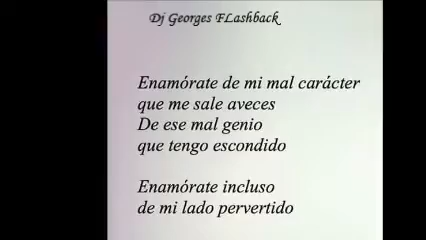 Dj Georges FLashback
Enamórate de mi mal carácter
que me sale aveces
De ese mal genio
que tengo escondido
Enamórate incluso
de mi lado pervertido